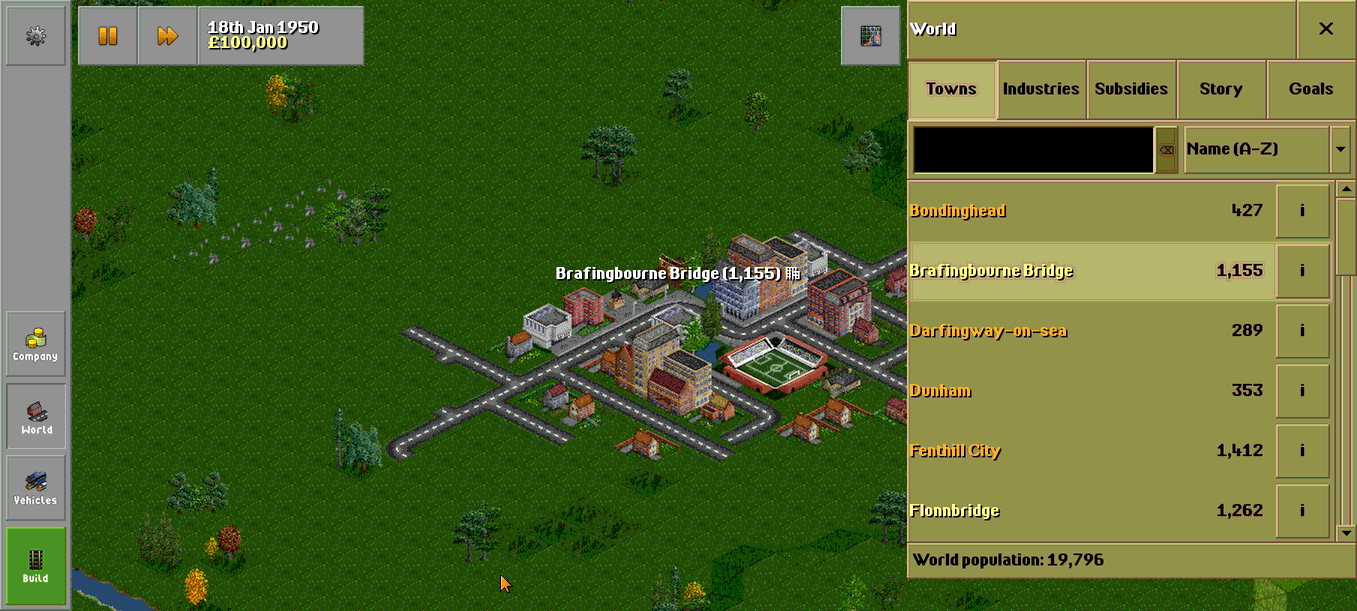 18th Jan 1950
£100,000
Company
World
Vehicles
Build
Brafingbourne Bridge (1,155)
World
Towns Industries Subsidies Story Goals
Name (A-Z)
Bondinghead 427 i
Brafingbourne Bridge 1,155 i
Darfingway-on-sea 289 i
Dunham 353 i
Fenthill City 1,412 i
Flonnbridge 1,262 i
World population: 19,796